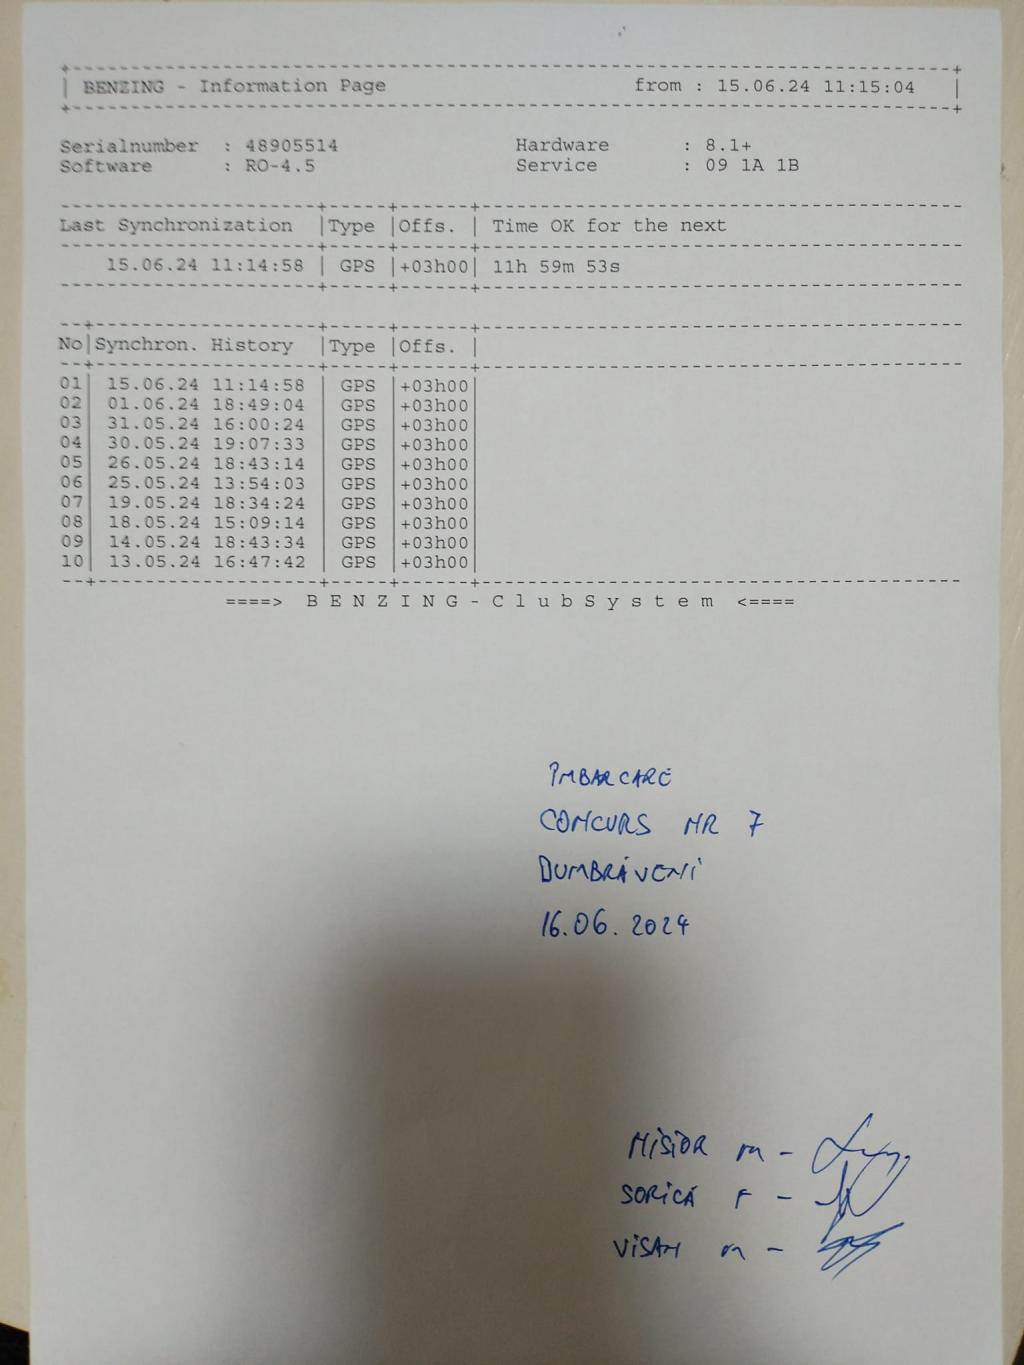 BENZING - Information Page from : 15.06.24 11:15:04
Serialnumber : 48905514 Hardware : 8.1+
Software : RO-4.5 Service : 09 1A 1B
Last Synchronization |Type |Offs. | Time OK for the next
15.06.24 11:14:58 | GPS |+03h00| 11h 59m 53s
No|Synchron. History |Type |Offs. |
01| 15.06.24 11:14:58 | GPS |+03h00|
02| 01.06.24 18:49:04 | GPS |+03h00|
03| 31.05.24 16:00:24 | GPS |+03h00|
04| 30.05.24 19:07:33 | GPS |+03h00|
05| 26.05.24 18:43:14 | GPS |+03h00|
06| 25.05.24 13:54:03 | GPS |+03h00|
07| 19.05.24 18:34:24 | GPS |+03h00|
08| 18.05.24 15:09:14 | GPS |+03h00|
09| 14.05.24 18:43:34 | GPS |+03h00|
10| 13.05.24 16:47:42 | GPS |+03h00|
====> B E N Z I N G - C l u b S y s t e m <====
ÎMBARCARE
CONCURS NR 7
DUMBRĂVENI
16.06.2024
NISIOR M -
SORICĂ F -
VISAN M -